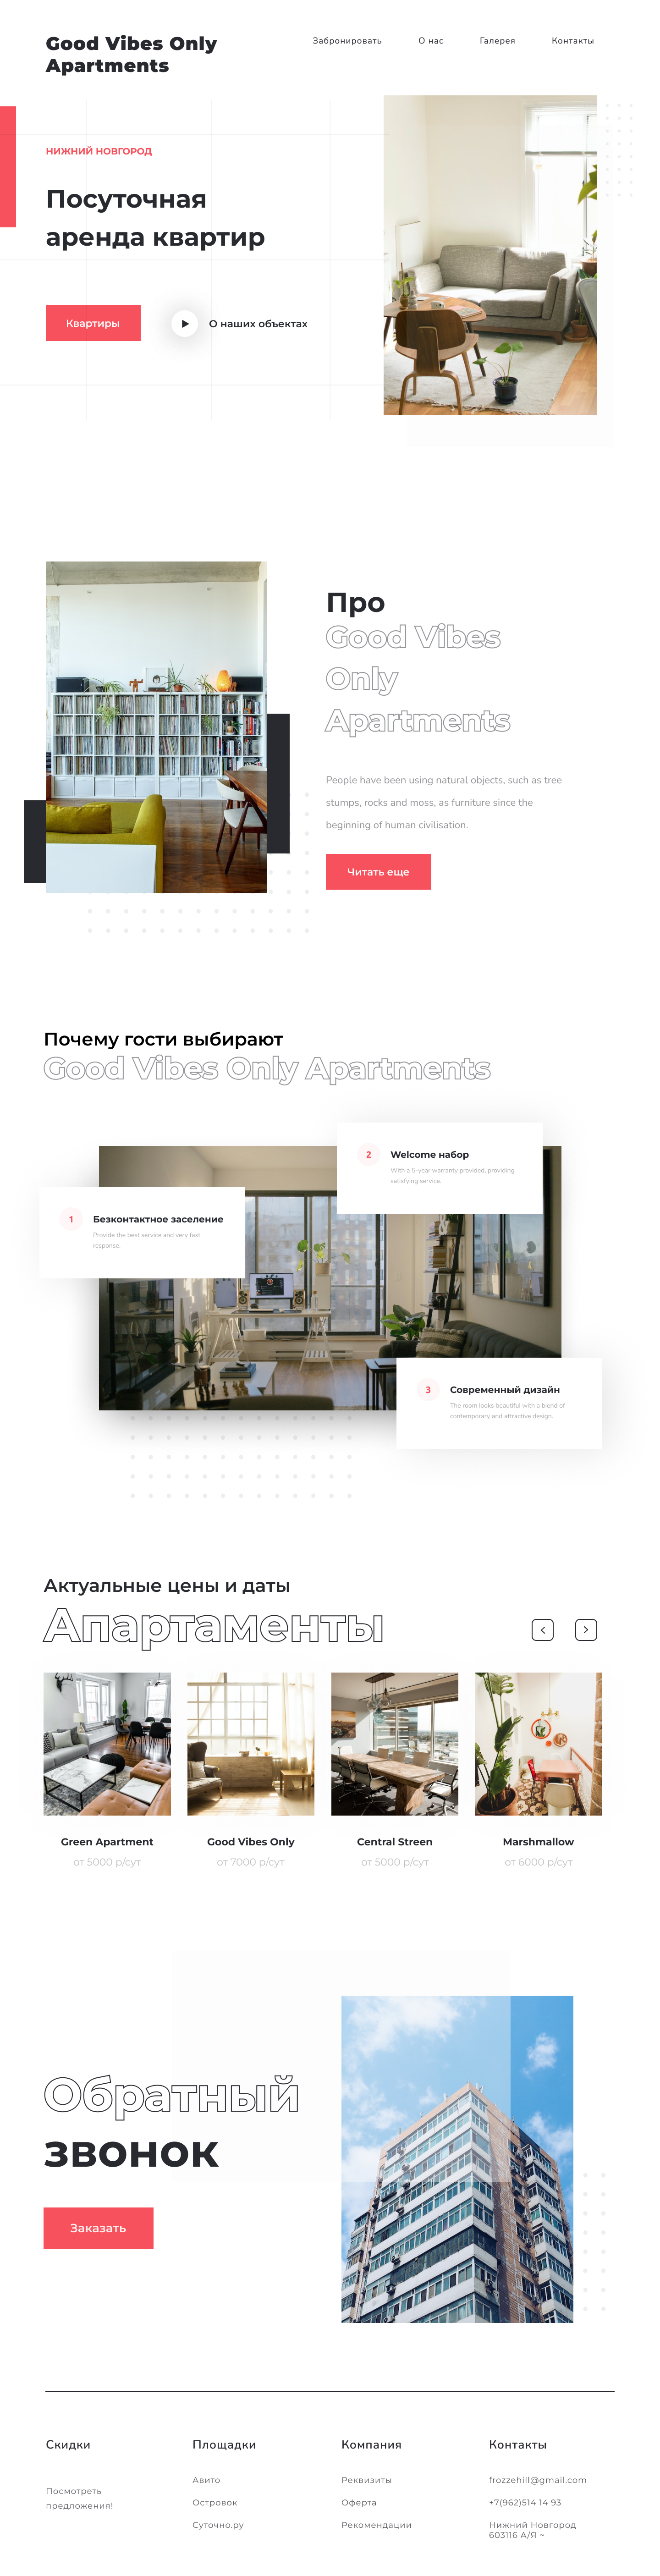 Good Vibes Only
Apartments
Забронировать
О нас
Галерея
Контакты
НИЖНИЙ НОВГОРОД
Посуточная
аренда квартир
Квартиры
О наших объектах
Про
Good Vibes
Only
Apartments
People have been using natural objects, such as tree
stumps, rocks and moss, as furniture since the
beginning of human civilisation.
Читать еще
Почему гости выбирают
Good Vibes Only Apartments
2
Welcome набор
With a 5-year warranty provided, providing
satisfying service.
1
Безконтактное заселение
Provide the best service and very fast
response.
3
Современный дизайн
The room looks beautiful with a blend of
contemporary and attractive design.
Актуальные цены и даты
Апартаменты
Green Apartment
от 5000 р/сут
Good Vibes Only
от 7000 р/сут
Central Streen
от 5000 р/сут
Marshmallow
от 6000 р/сут
Обратный
звонок
Заказать
Скидки
Посмотреть
предложения!
Площадки
Авито
Островок
Суточно.ру
Компания
Реквизиты
Оферта
Рекомендации
Контакты
frozzehill@gmail.com
+7(962)514 14 93
Нижний Новгород
603116 А/Я ~